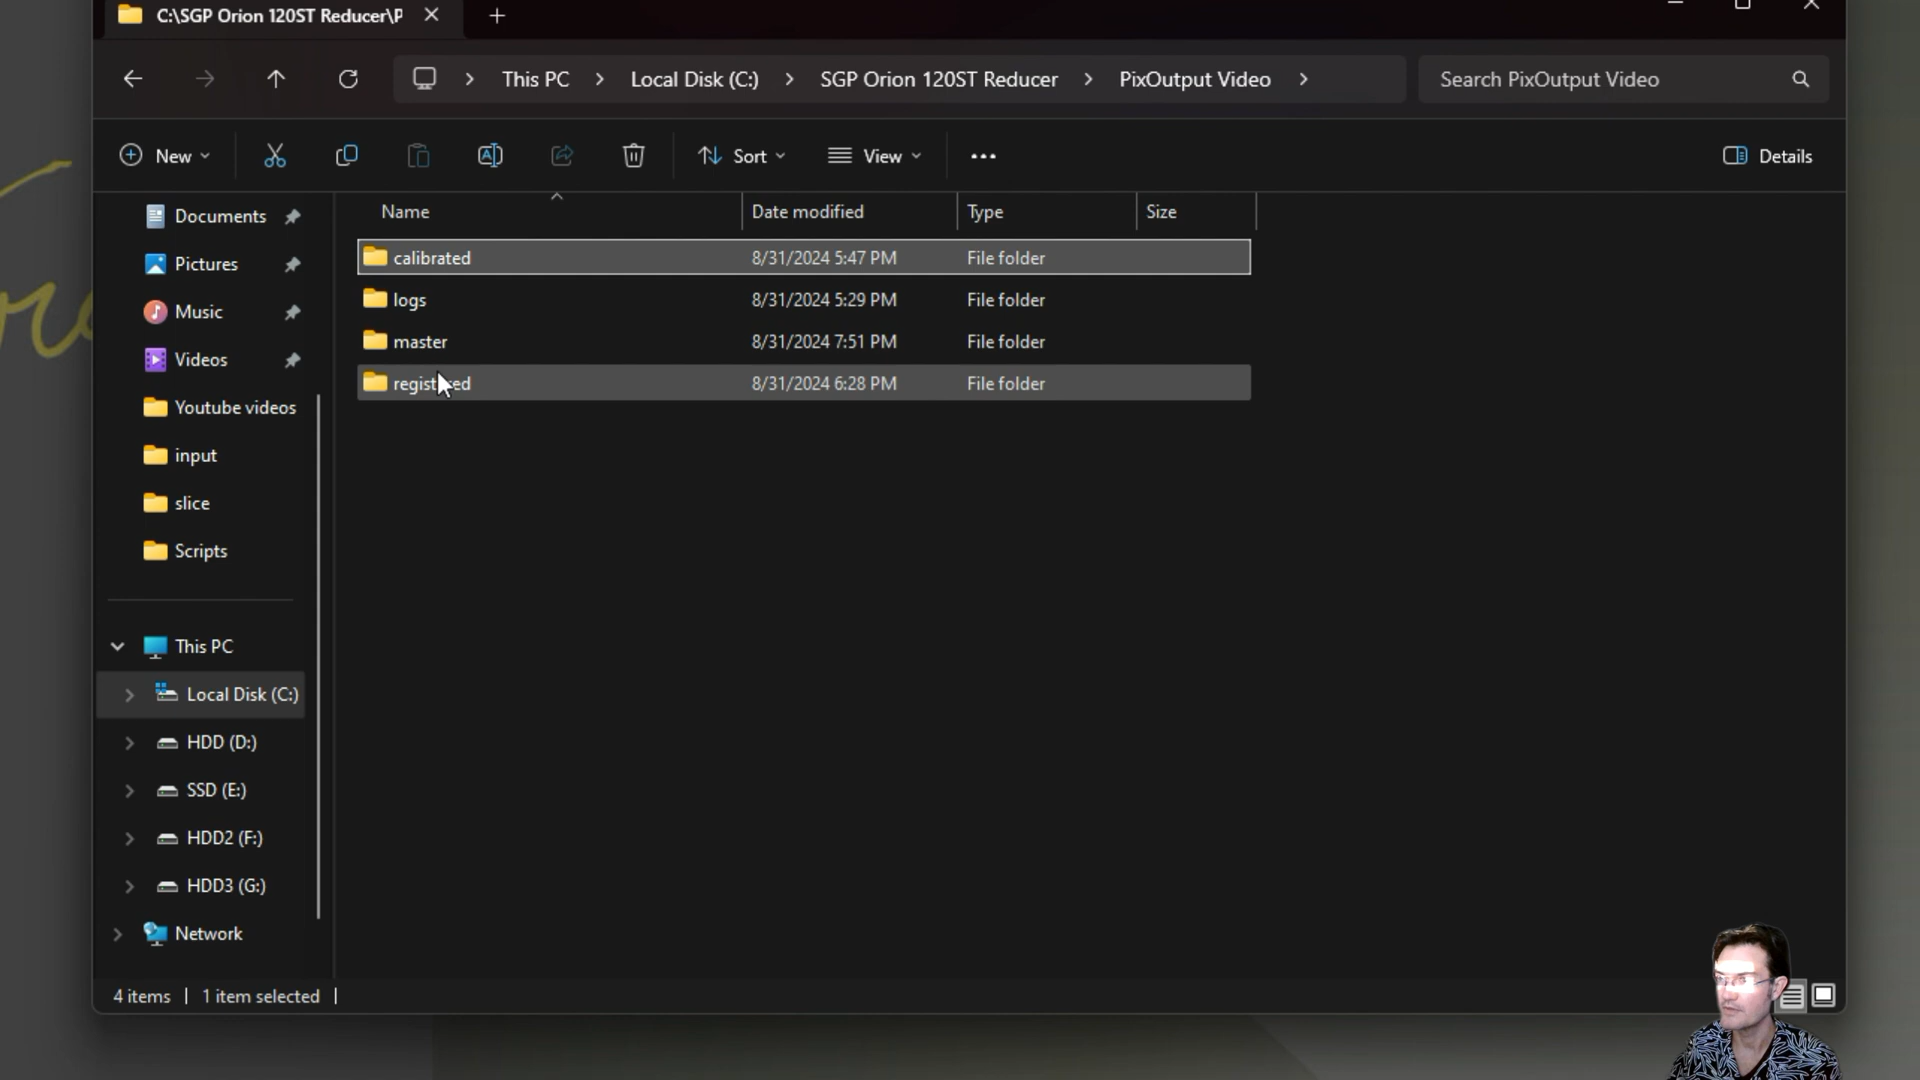 C:\SGP Orion 120ST Reducer\P
This PC
Local Disk (C:)
SGP Orion 120ST Reducer
PixOutput Video
Search PixOutput Video
New
Sort
View
Details
Name
Date modified
Type
Size
Documents
Pictures
Music
Videos
Youtube videos
input
slice
Scripts
This PC
Local Disk (C:)
HDD (D:)
SSD (E:)
HDD2 (F:)
HDD3 (G:)
Network
calibrated 8/31/2024 5:47 PM File folder
logs 8/31/2024 5:29 PM File folder
master 8/31/2024 7:51 PM File folder
registered 8/31/2024 6:28 PM File folder
4 items 1 item selected